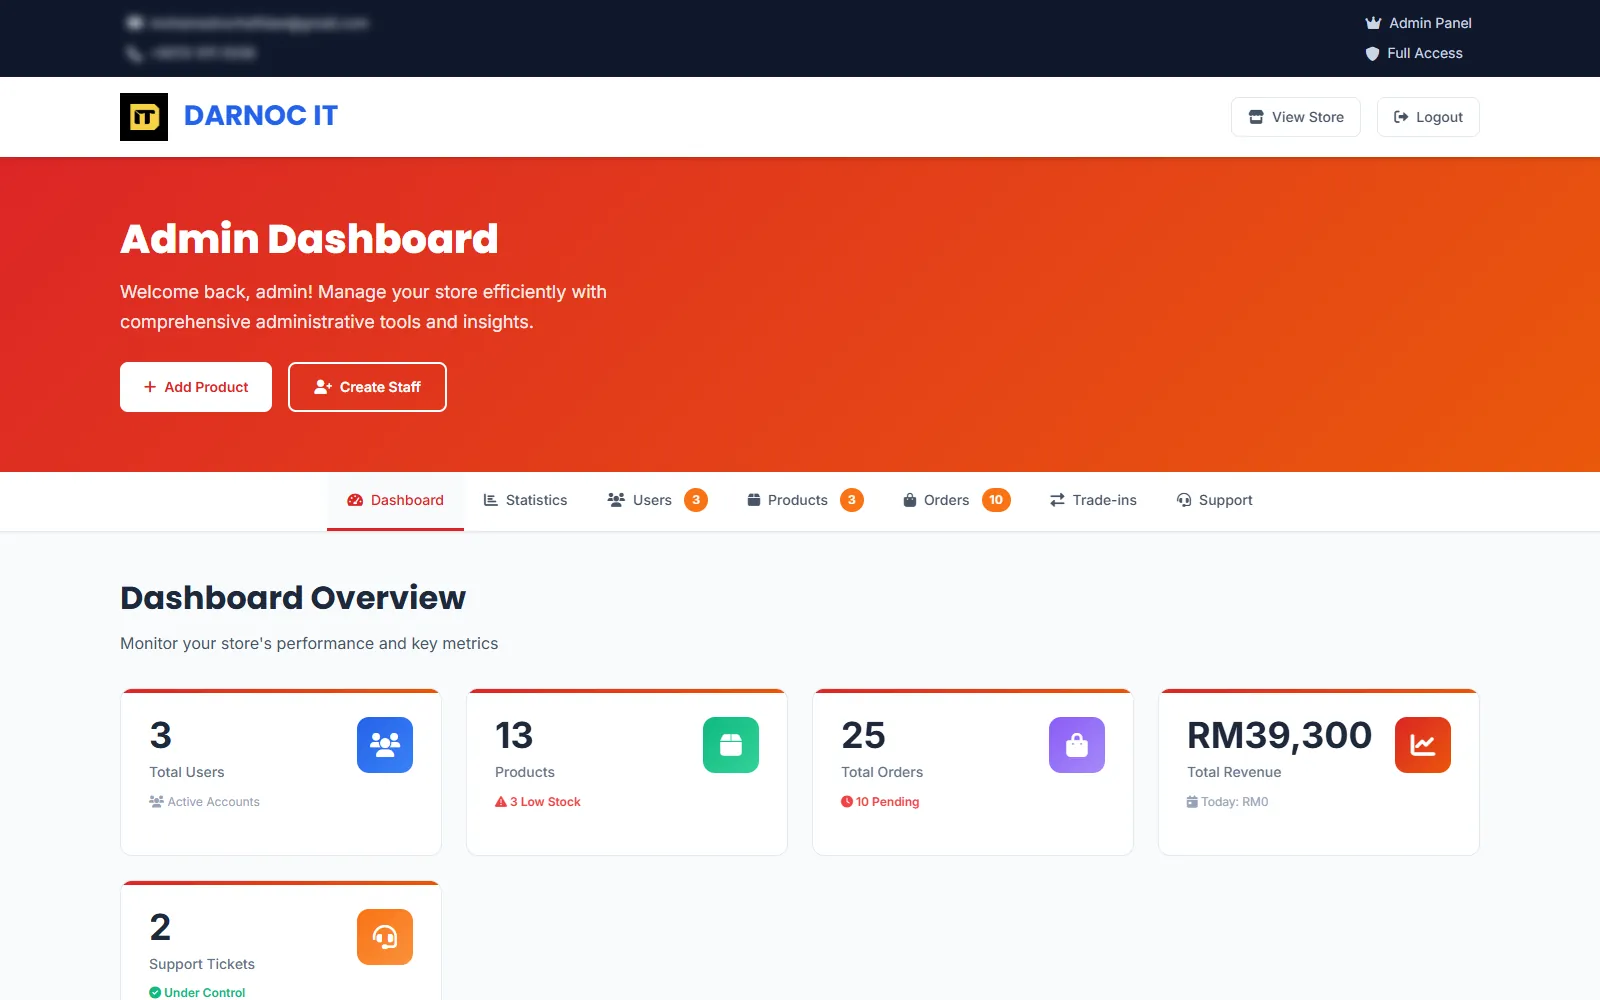 Admin Panel
Full Access
IT
DARNOC IT
View Store
Logout
Admin Dashboard
Welcome back, admin! Manage your store efficiently with
comprehensive administrative tools and insights.
Add Product
Create Staff
Dashboard
Statistics
Users 3
Products 3
Orders 10
Trade-ins
Support
Dashboard Overview
Monitor your store's performance and key metrics
3
Total Users
Active Accounts
13
Products
3 Low Stock
25
Total Orders
10 Pending
RM39,300
Total Revenue
Today: RM0
2
Support Tickets
Under Control